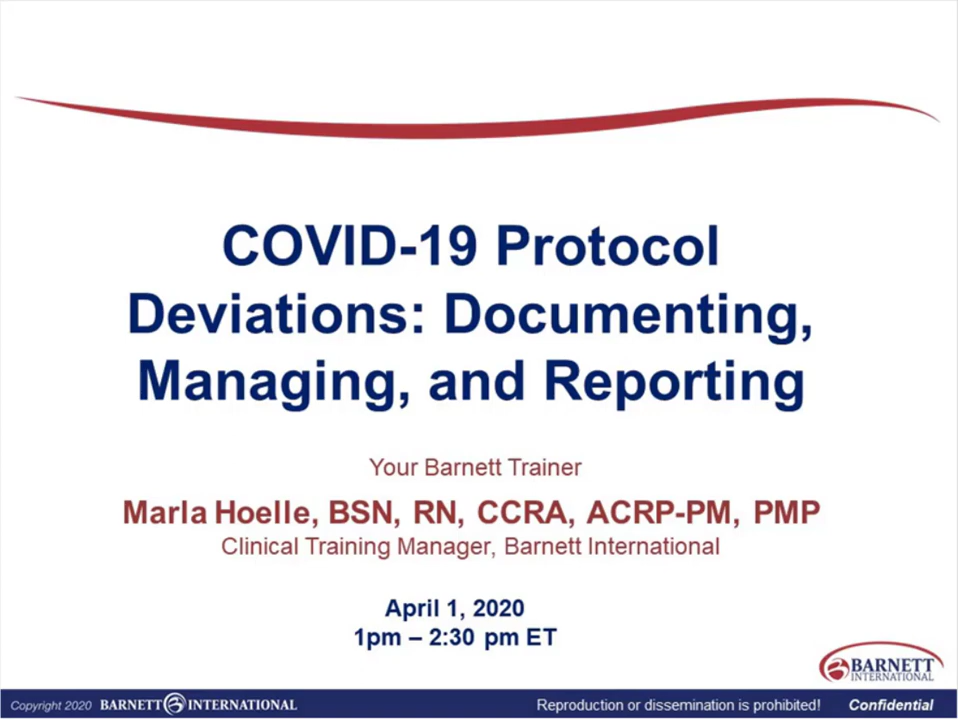 COVID-19 Protocol
Deviations: Documenting,
Managing, and Reporting
Your Barnett Trainer
Marla Hoelle, BSN, RN, CCRA, ACRP-PM, PMP
Clinical Training Manager, Barnett International
April 1, 2020
1pm – 2:30 pm ET
BARNETT
INTERNATIONAL
Copyright 2020 BARNETT INTERNATIONAL Reproduction or dissemination is prohibited! Confidential